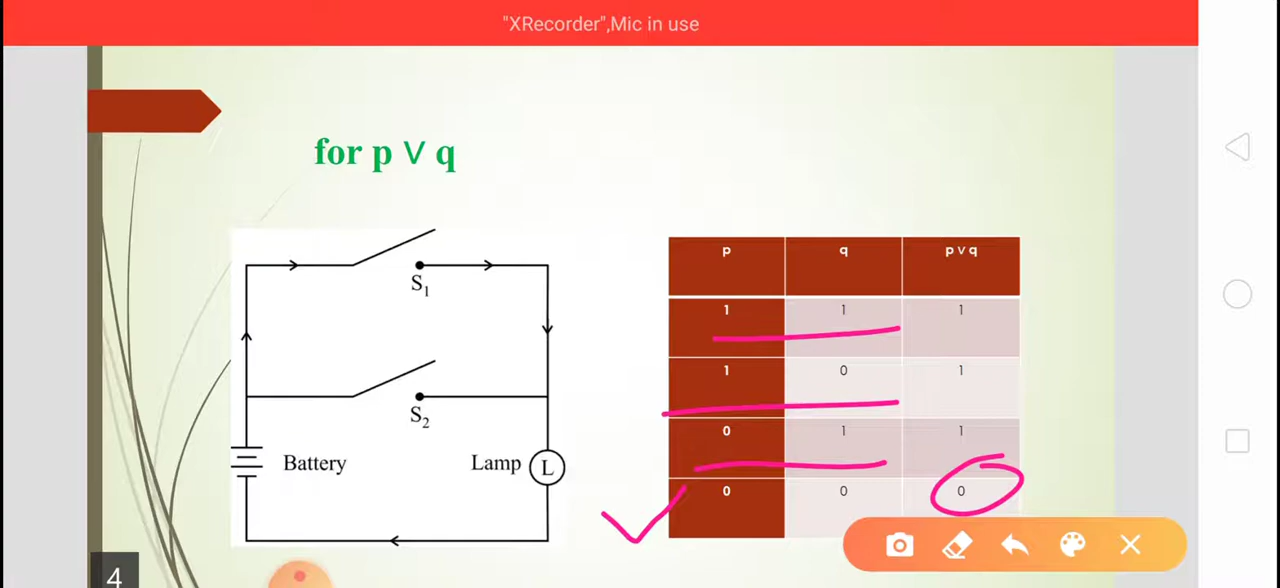 "XRecorder",Mic in use
for p ∨ q
S1
S2
Battery
Lamp L
p q p v q
1 1 1
1 0 1
0 1 1
0 0 0
4